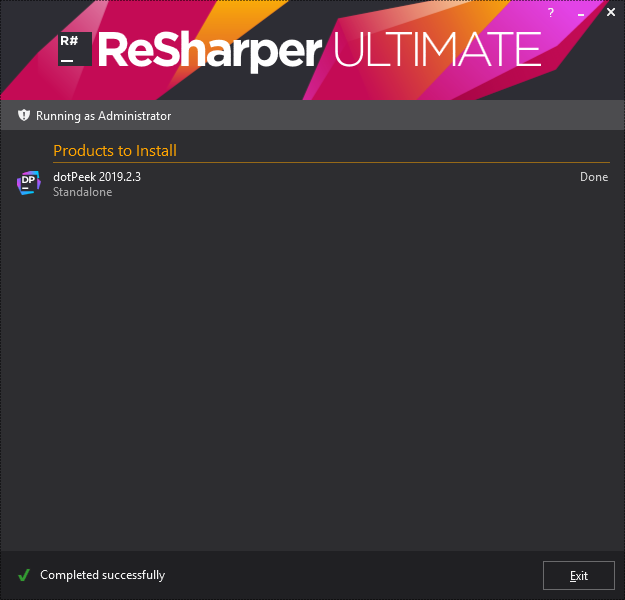 ? - ×
R#
ReSharper ULTIMATE
Running as Administrator
Products to Install
DP
dotPeek 2019.2.3 Done
Standalone
Completed successfully
Exit